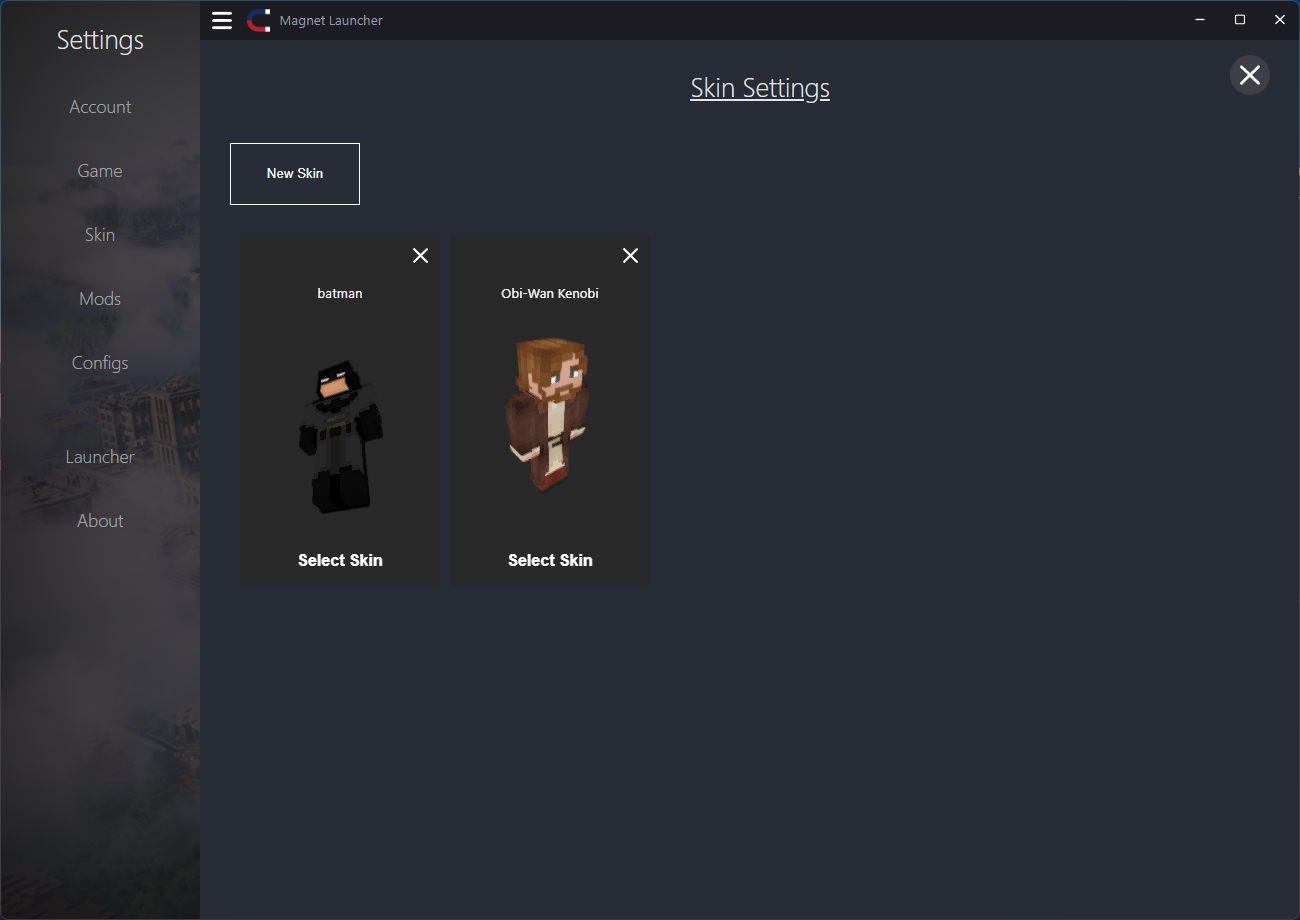 Settings
Account
Game
Skin
Mods
Configs
Launcher
About
Magnet Launcher
Skin Settings
New Skin
batman
Obi-Wan Kenobi
Select Skin
Select Skin